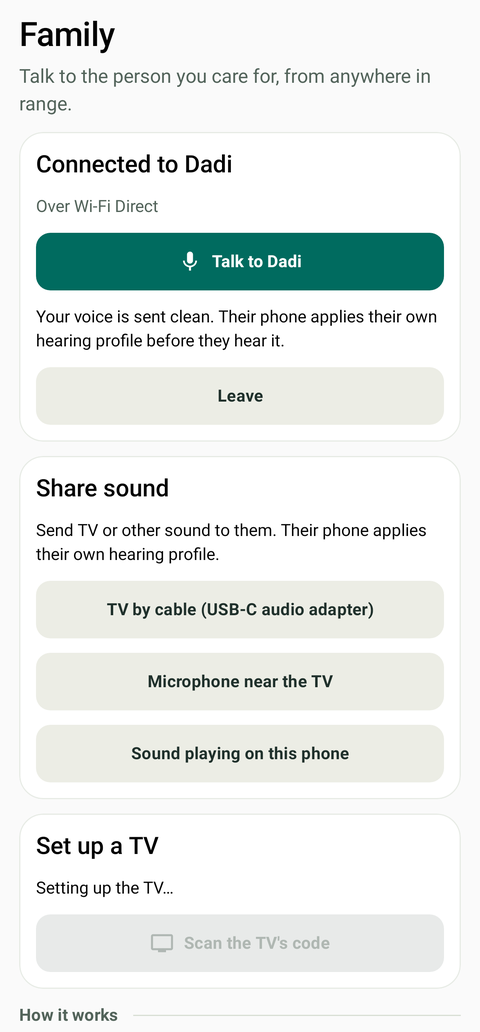 Family
Talk to the person you care for, from anywhere in
range.
Connected to Dadi
Over Wi-Fi Direct
Talk to Dadi
Your voice is sent clean. Their phone applies their own
hearing profile before they hear it.
Leave
Share sound
Send TV or other sound to them. Their phone applies
their own hearing profile.
TV by cable (USB-C audio adapter)
Microphone near the TV
Sound playing on this phone
Set up a TV
Setting up the TV…
Scan the TV's code
How it works